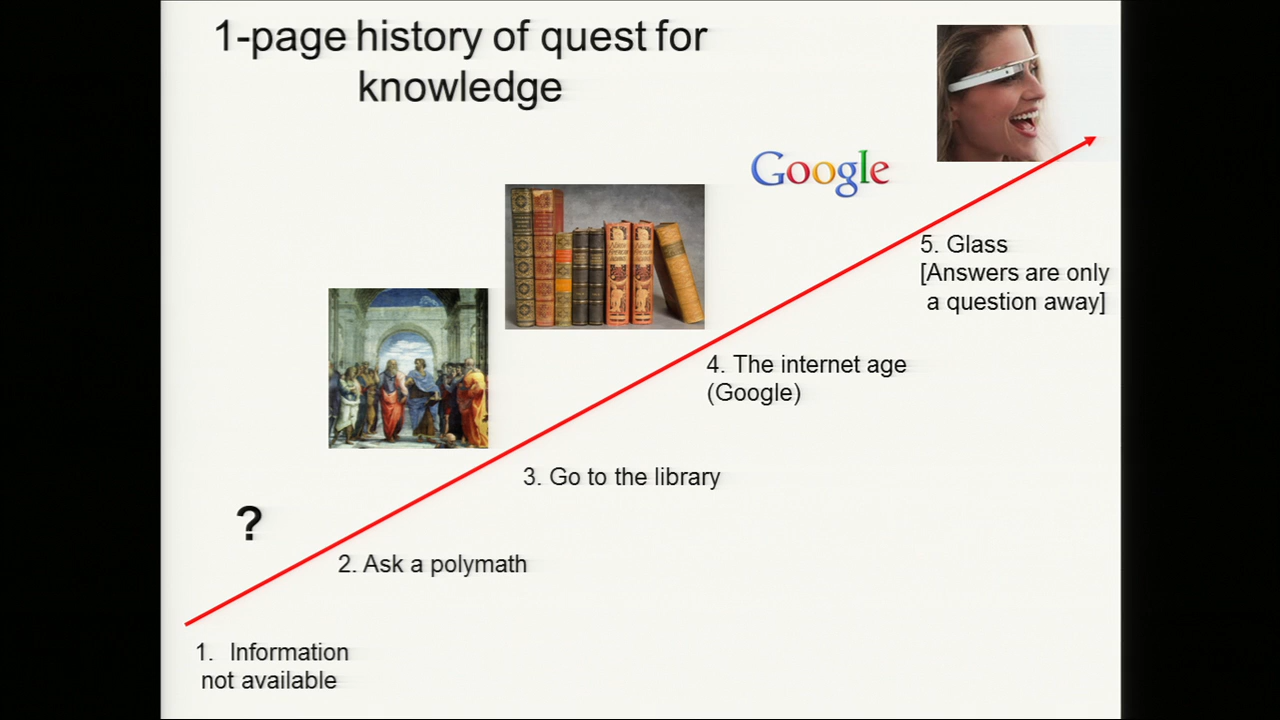 1-page history of quest for
knowledge
Google
5. Glass
[Answers are only
a question away]
4. The internet age
(Google)
3. Go to the library
?
2. Ask a polymath
1. Information
not available